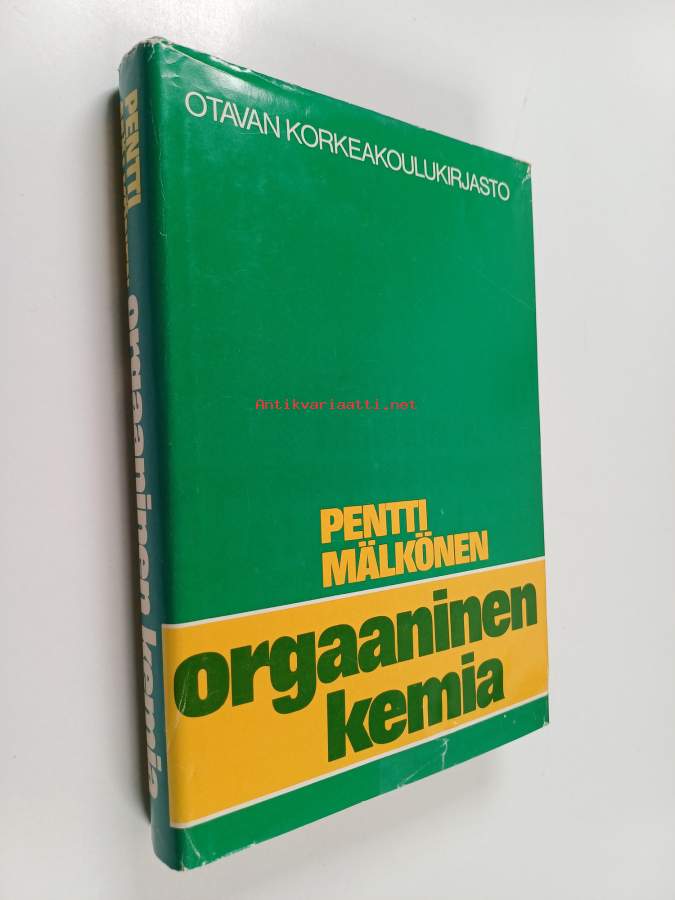 OTAVAN KORKEAKOULUKIRJASTO
Antikvariaatti.net
PENTTI
MÄLKÖNEN
orgaaninen
kemia
PENTTI
orgaaninen kemia